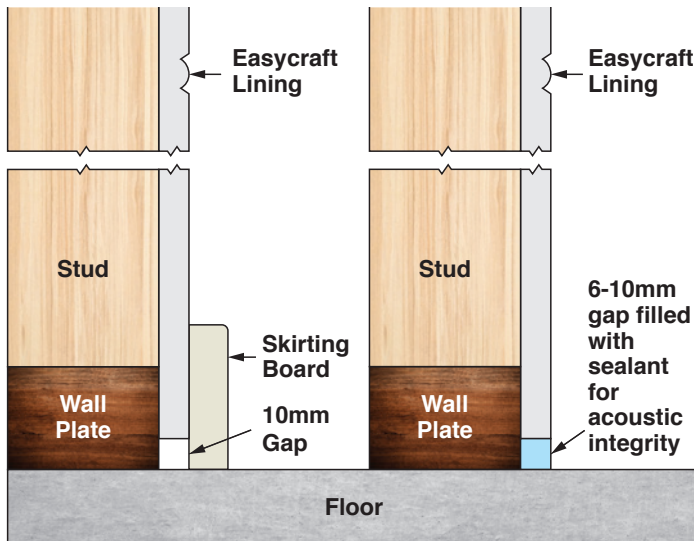 Easycraft
Lining
Stud
Skirting
Board
Wall
Plate
10mm
Gap
Easycraft
Lining
Stud
6-10mm
gap filled
with
sealant
for
acoustic
integrity
Wall
Plate
Floor